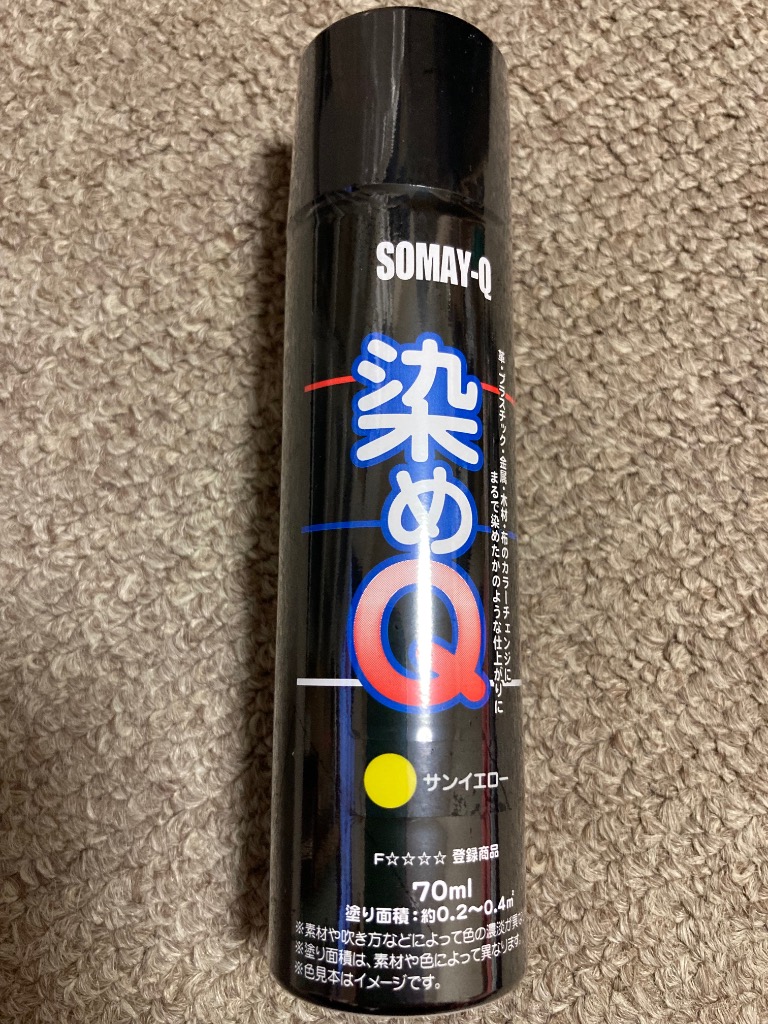 SOMAY-Q
染めQ
革・プラスチック・金属・木材・布のカラーチェンジに
まるで染めたかのような仕上がりに
サンイエロー
F☆☆☆☆ 登録商品
70ml
塗り面積：約0.2〜0.4㎡
※素材や吹き方などによって色の濃淡が異
※塗り面積は、素材や色によって異なります。
※色見本はイメージです。